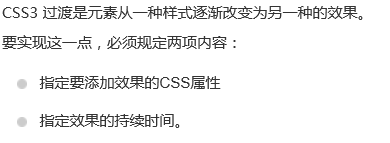 CSS3 过渡是元素从一种样式逐渐改变为另一种的效果。
要实现这一点，必须规定两项内容：
指定要添加效果的CSS属性
指定效果的持续时间。